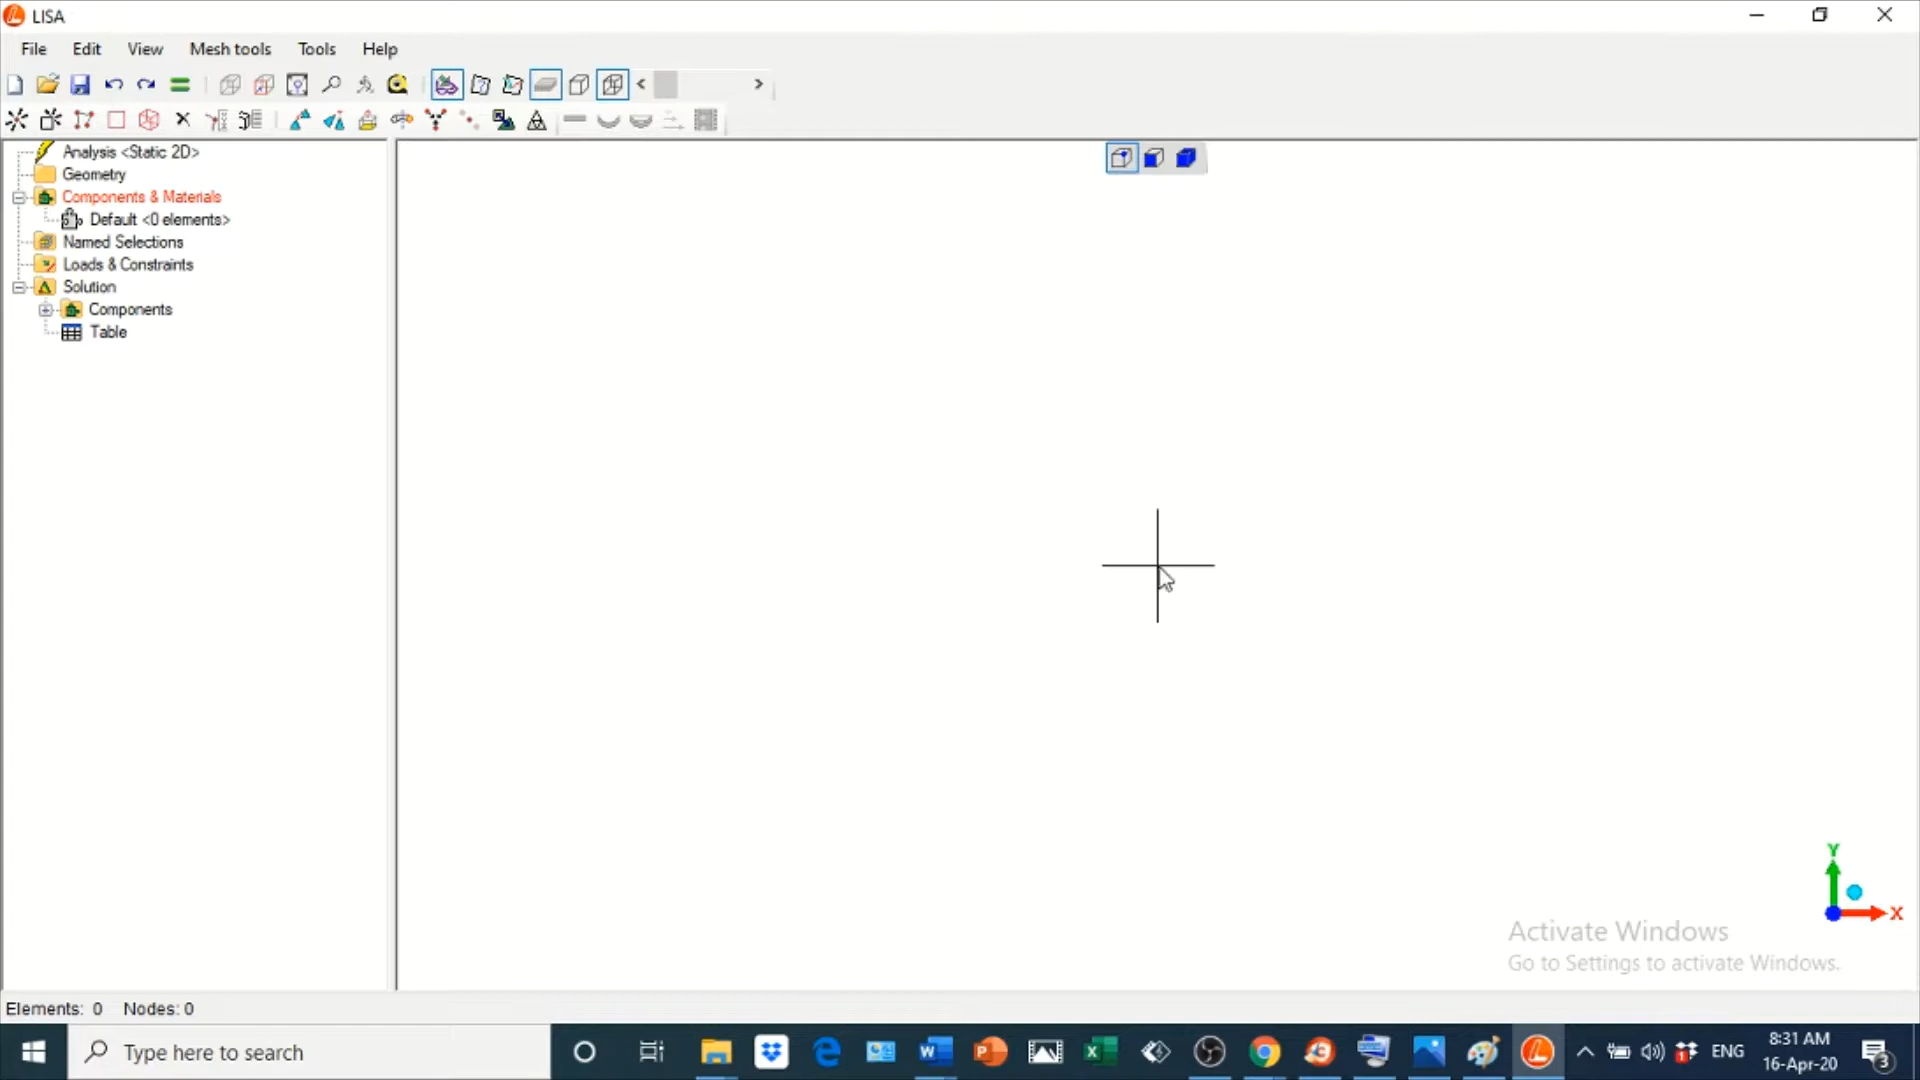 LISA
File Edit View Mesh tools Tools Help
Analysis <Static 2D>
Geometry
Components & Materials
Default <0 elements>
Named Selections
Loads & Constraints
Solution
Components
Table
Y
X
Activate Windows
Go to Settings to activate Windows.
Elements: 0 Nodes: 0
Type here to search
ENG
8:31 AM
16-Apr-20
3